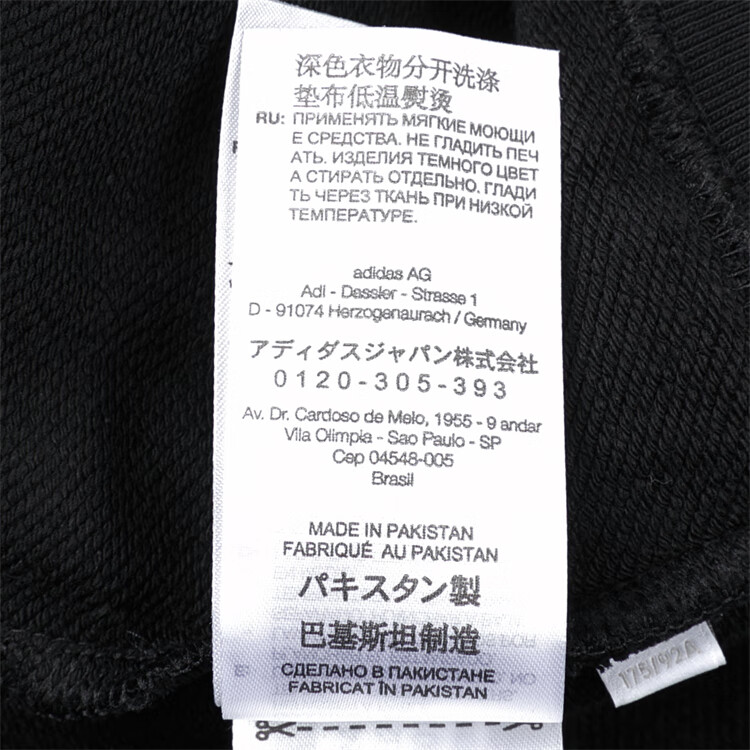 深色衣物分开洗涤
垫布低温熨烫
RU: ПРИМЕНЯТЬ МЯГКИЕ МОЮЩИ
Е СРЕДСТВА. НЕ ГЛАДИТЬ ПЕЧ
АТЬ. ИЗДЕЛИЯ ТЕМНОГО ЦВЕТ
А СТИРАТЬ ОТДЕЛЬНО. ГЛАДИ
ТЬ ЧЕРЕЗ ТКАНЬ ПРИ НИЗКОЙ
ТЕМПЕРАТУРЕ.
adidas AG
Adi - Dassler - Strasse 1
D - 91074 Herzogenaurach / Germany
アディダスジャパン株式会社
0120-305-393
Av. Dr. Cardoso de Melo, 1955 - 9 andar
Vila Olimpia - Sao Paulo - SP
Cep 04548-005
Brasil
MADE IN PAKISTAN
FABRIQUÉ AU PAKISTAN
パキスタン製
巴基斯坦制造
СДЕЛАНО В ПАКИСТАНЕ
FABRICAT ÎN PAKISTAN
175/92A